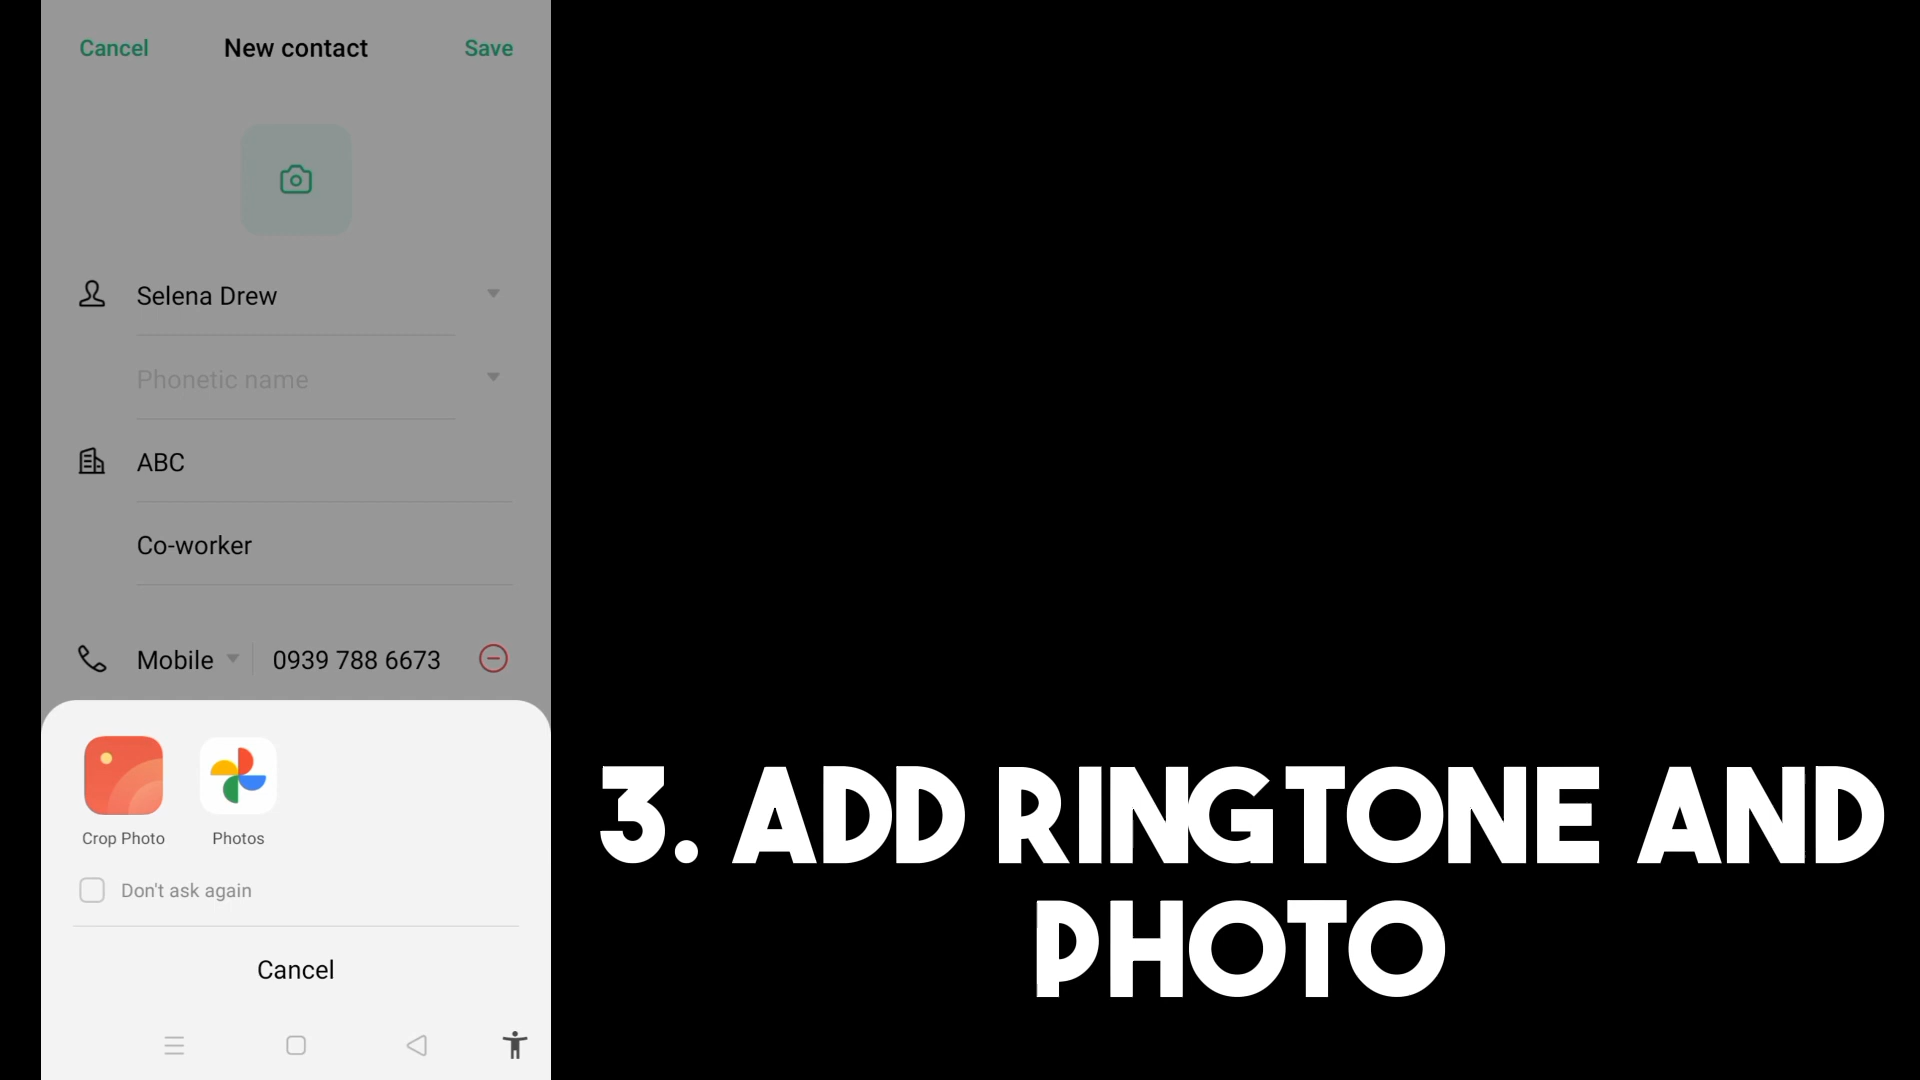 Cancel New contact Save
Selena Drew
Phonetic name
ABC
Co-worker
Mobile 0939 788 6673
Crop Photo Photos
Don't ask again
Cancel
3. ADD RINGTONE AND
PHOTO